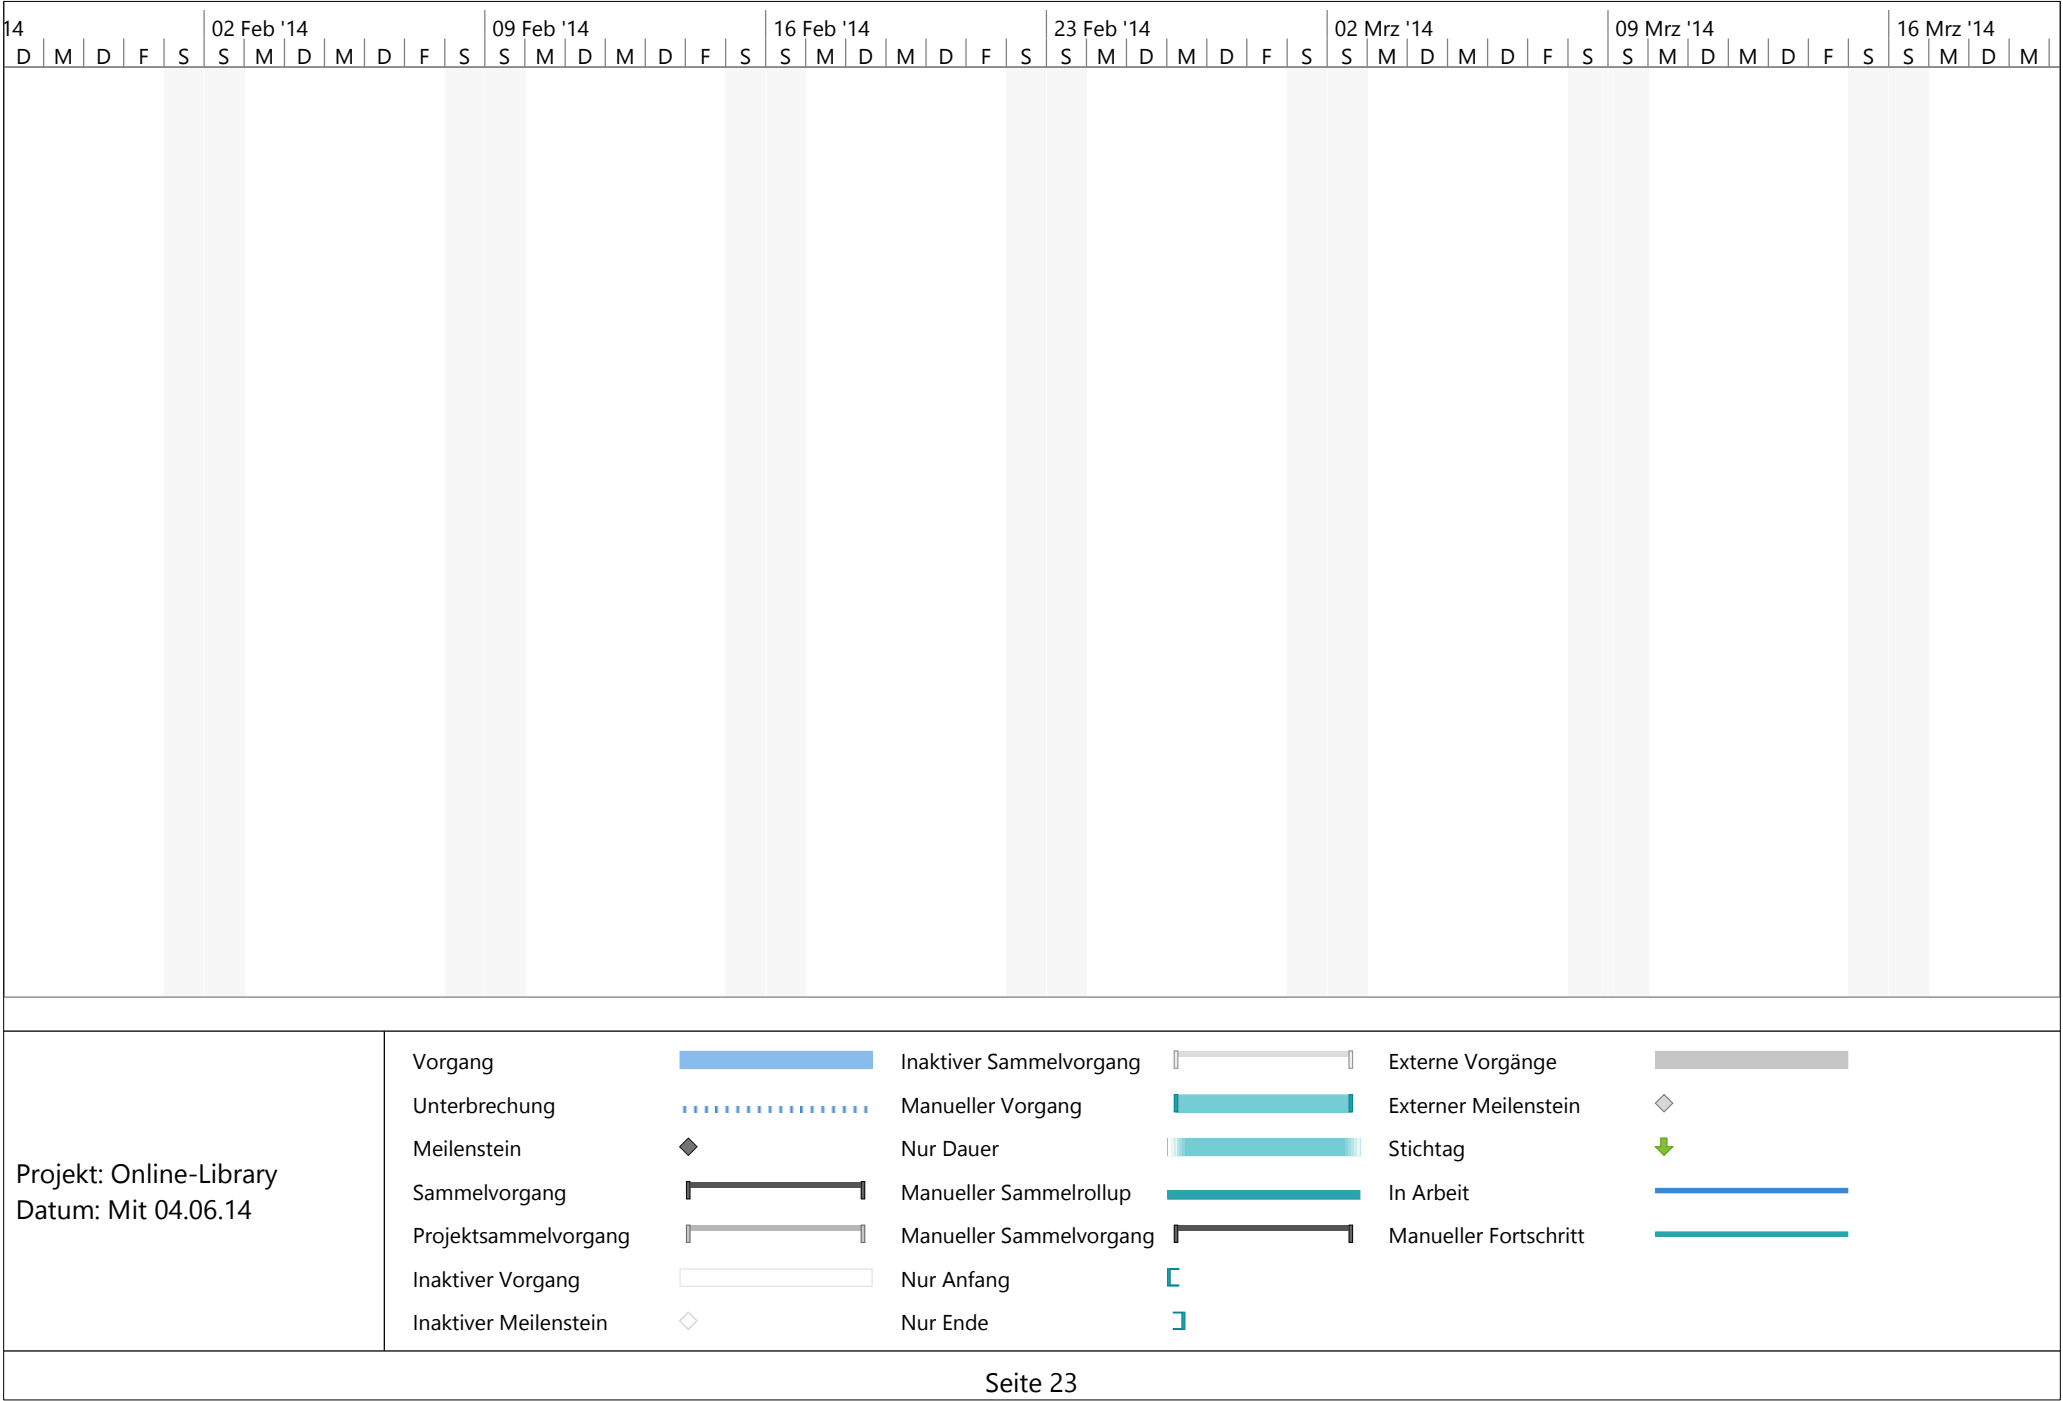 14 02 Feb '14 09 Feb '14 16 Feb '14 23 Feb '14 02 Mrz '14 09 Mrz '14 16 Mrz '14
D M D F S S M D M D F S S M D M D F S S M D M D F S S M D M D F S S M D M D F S S M D M D F S S M D M
Vorgang Inaktiver Sammelvorgang Externe Vorgänge
Unterbrechung Manueller Vorgang Externer Meilenstein
Meilenstein Nur Dauer Stichtag
Projekt: Online-Library
Sammelvorgang Manueller Sammelrollup In Arbeit
Datum: Mit 04.06.14
Projektsammelvorgang Manueller Sammelvorgang Manueller Fortschritt
Inaktiver Vorgang Nur Anfang
Inaktiver Meilenstein Nur Ende
Seite 23